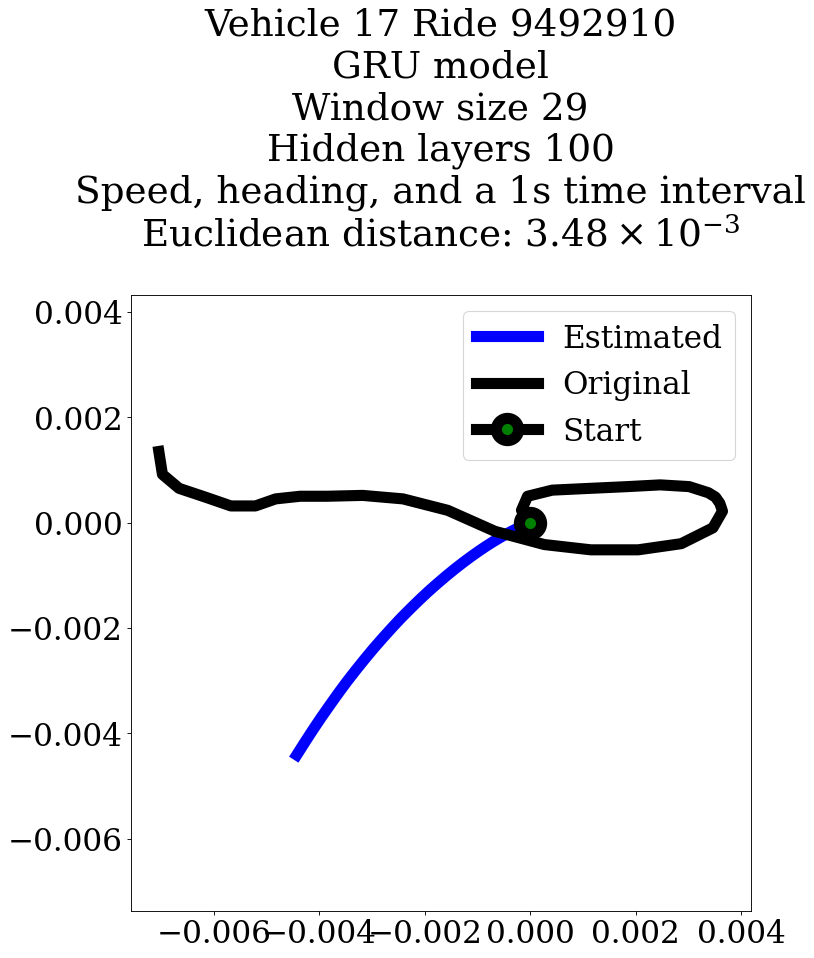 Vehicle 17 Ride 9492910
GRU model
Window size 29
Hidden layers 100
Speed, heading, and a 1s time interval
Euclidean distance: 3.48 × 10⁻³
Estimated
Original
Start
0.004
0.002
0.000
−0.002
−0.004
−0.006
−0.006 −0.004 −0.002 0.000 0.002 0.004